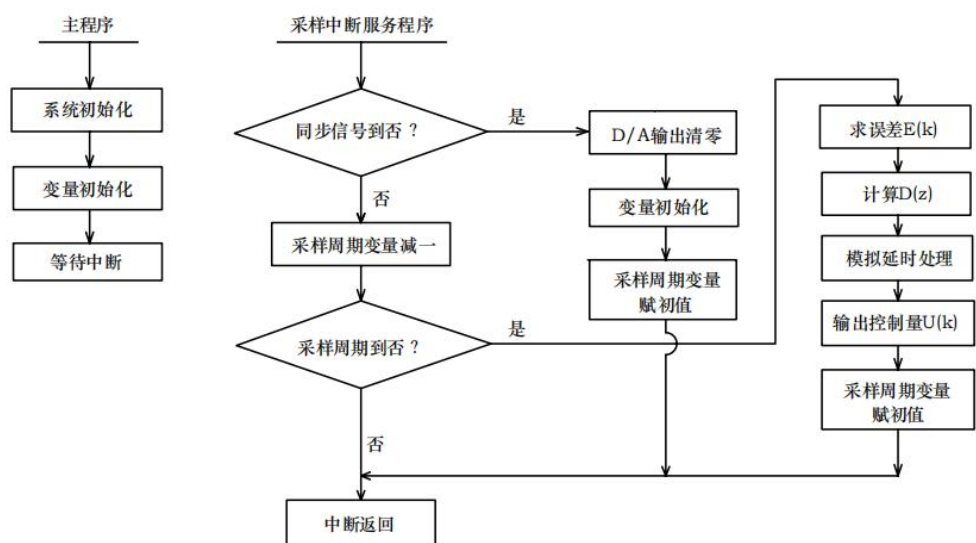 主程序
系统初始化
变量初始化
等待中断
采样中断服务程序
同步信号到否？
是
否
采样周期变量减一
采样周期到否？
是
否
中断返回
D/A输出清零
变量初始化
采样周期变量
赋初值
求误差E(k)
计算D(z)
模拟延时处理
输出控制量U(k)
采样周期变量
赋初值